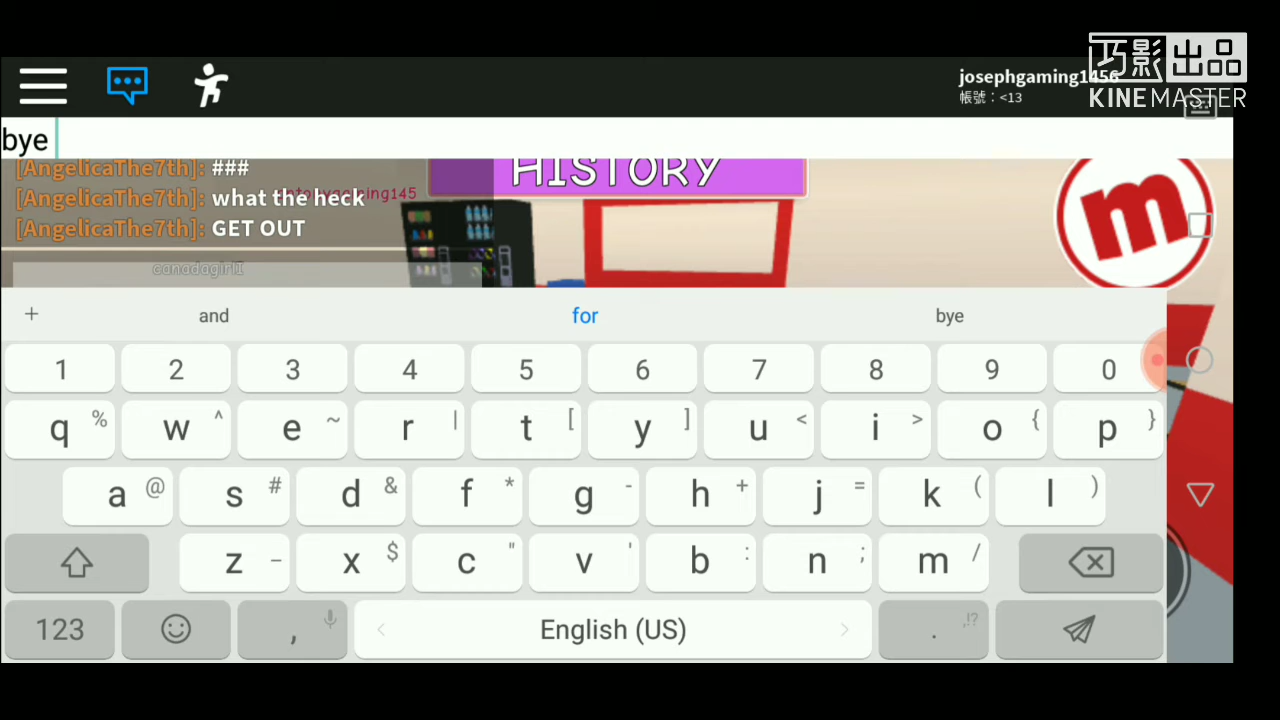 巧影出品
KINEMASTER
josephgaming1456
帳號：<13
bye
[AngelicaThe7th]: ###
[AngelicaThe7th]: what the heck
[AngelicaThe7th]: GET OUT
canadagirlII
HISTORY
m
+ and for bye
1 2 3 4 5 6 7 8 9 0
q % w ^ e ~ r | t [ y ] u < i > o { p }
a @ s # d & f * g - h + j = k ( l )
z _ x $ c " v ' b : n ; m /
123 , English (US) . ,!?